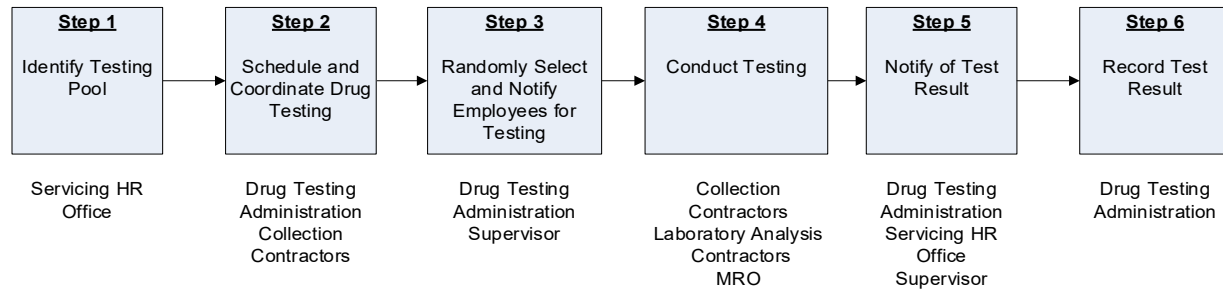 Step 1
Identify Testing
Pool
Step 2
Schedule and
Coordinate Drug
Testing
Step 3
Randomly Select
and Notify
Employees for
Testing
Step 4
Conduct Testing
Step 5
Notify of Test
Result
Step 6
Record Test
Result
Servicing HR
Office
Drug Testing
Administration
Collection
Contractors
Drug Testing
Administration
Supervisor
Collection
Contractors
Laboratory Analysis
Contractors
MRO
Drug Testing
Administration
Servicing HR
Office
Supervisor
Drug Testing
Administration